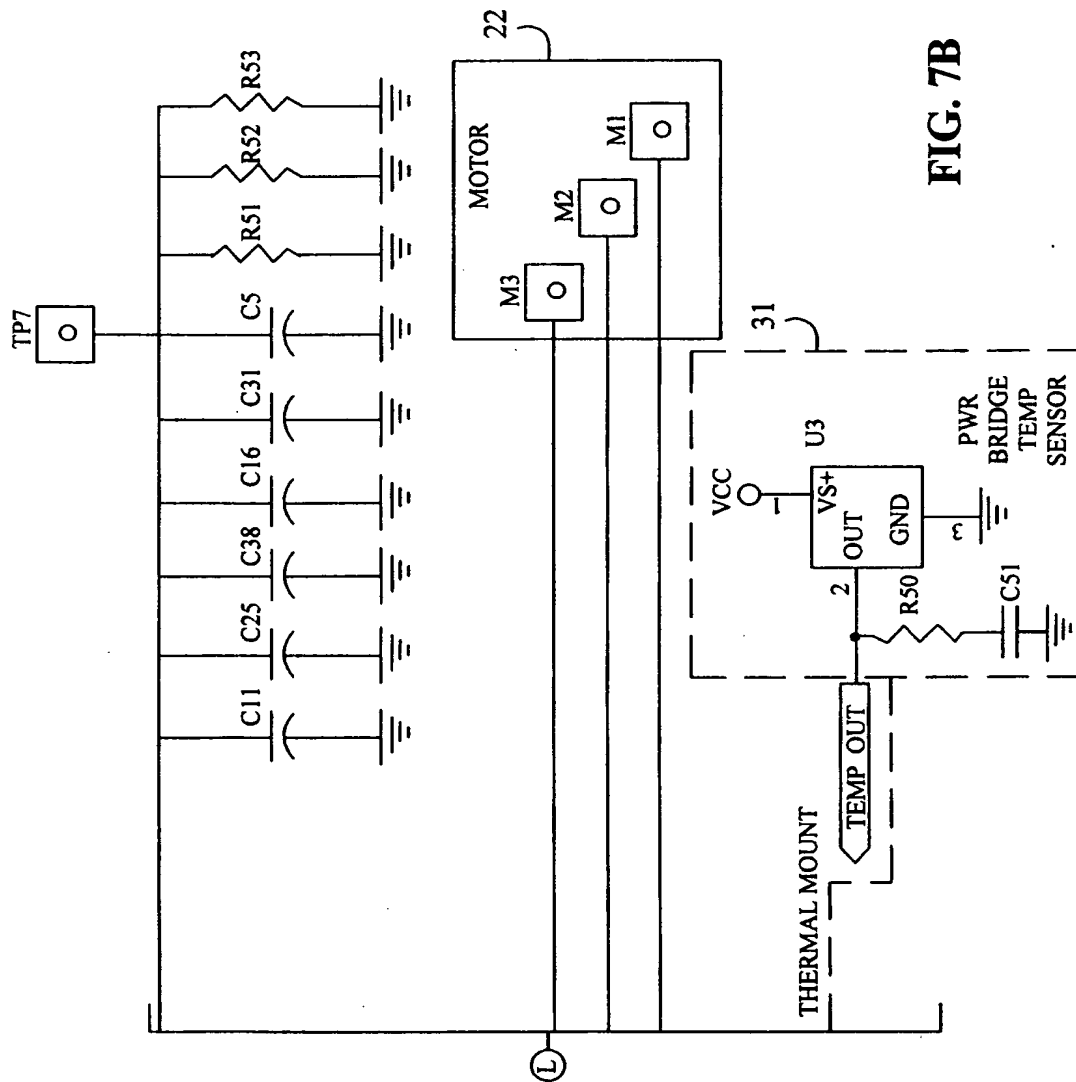 TP7
C11
C25
C38
C16
C31
C5
R51
R52
R53
22
MOTOR
M3
M2
M1
L
31
VCC
U3
1
VS+
OUT
GND
2
3
R50
C51
PWR
BRIDGE
TEMP
SENSOR
TEMP OUT
THERMAL MOUNT
FIG. 7B